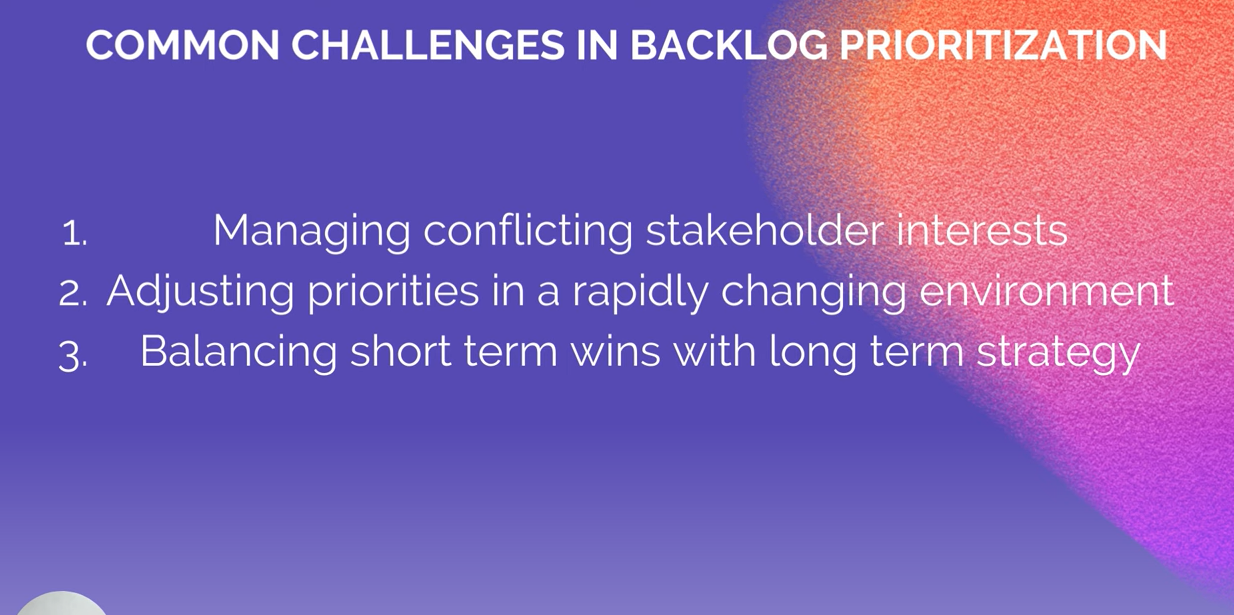 COMMON CHALLENGES IN BACKLOG PRIORITIZATION
1. Managing conflicting stakeholder interests
2. Adjusting priorities in a rapidly changing environment
3. Balancing short term wins with long term strategy